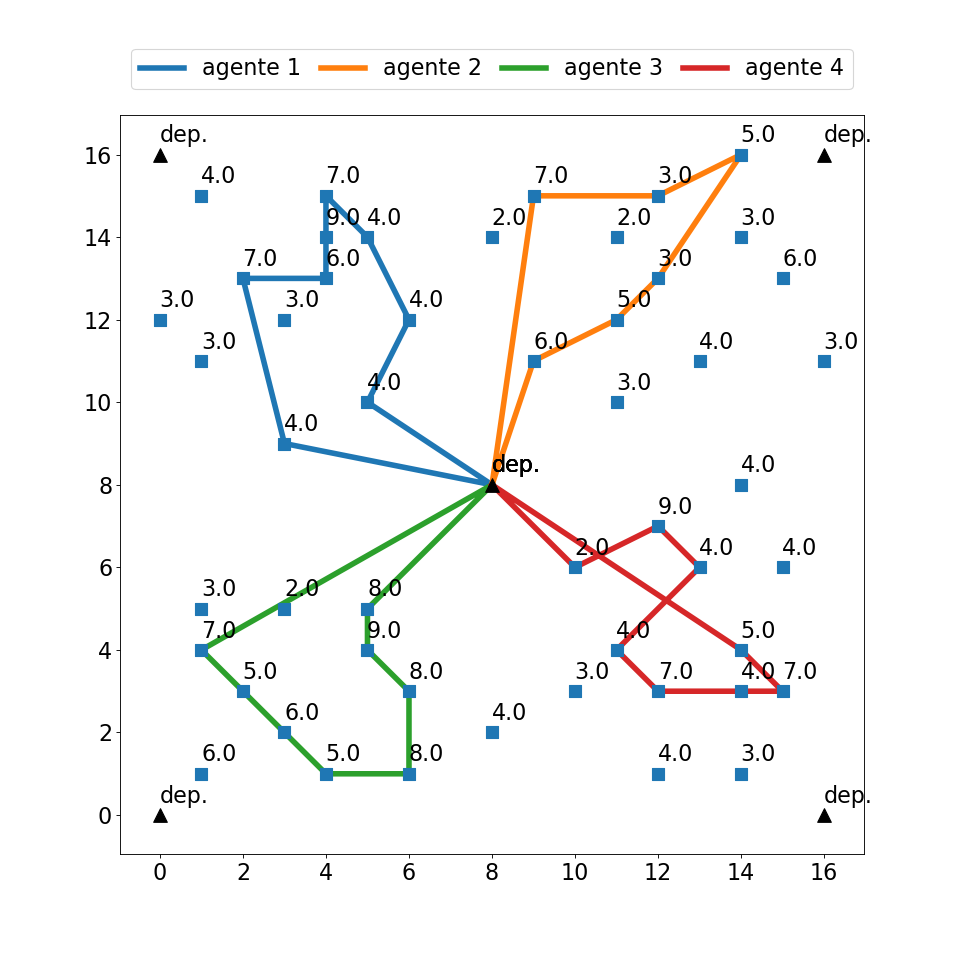 agente 1 agente 2 agente 3 agente 4
dep. 5.0 dep.
16
4.0 7.0 7.0 3.0
9.0 4.0 2.0 2.0 3.0
14
7.0 6.0 3.0 6.0
3.0 3.0 4.0 5.0
12
3.0 6.0 4.0 3.0
4.0 3.0
10
4.0
dep. 4.0
8
9.0
2.0 4.0 4.0
6
3.0 2.0 8.0
7.0 9.0 4.0 5.0
4
5.0 8.0 3.0 7.0 4.0 7.0
6.0 4.0
2
6.0 5.0 8.0 4.0 3.0
dep. dep.
0
0 2 4 6 8 10 12 14 16